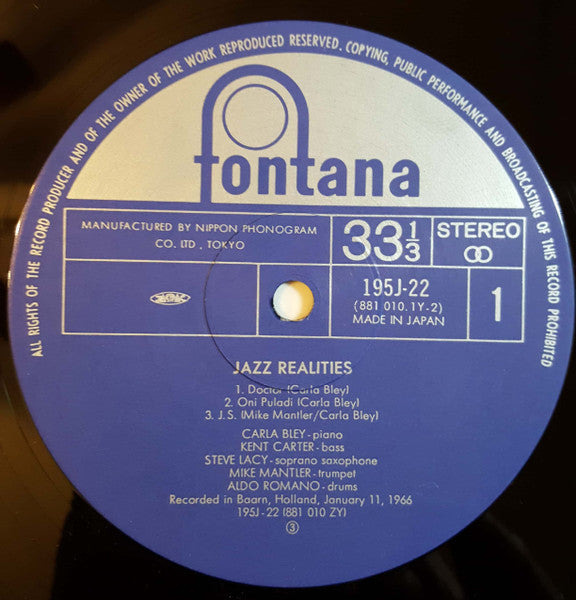 ALL RIGHTS OF THE RECORD PRODUCER AND OF THE OWNER OF THE WORK REPRODUCED RESERVED. COPYING, PUBLIC PERFORMANCE AND BROADCASTING OF THIS RECORD PROHIBITED
fontana
MANUFACTURED BY NIPPON PHONOGRAM
CO. LTD., TOKYO
33 1/3
STEREO
195J-22
(881 010.1Y-2)
MADE IN JAPAN
1
JAZZ REALITIES
1. Doctor (Carla Bley)
2. Oni Puladi (Carla Bley)
3. J.S. (Mike Mantler/Carla Bley)
CARLA BLEY-piano
KENT CARTER-bass
STEVE LACY-soprano saxophone
MIKE MANTLER-trumpet
ALDO ROMANO-drums
Recorded in Baarn, Holland, January 11, 1966
195J-22 (881 010 ZY)
③